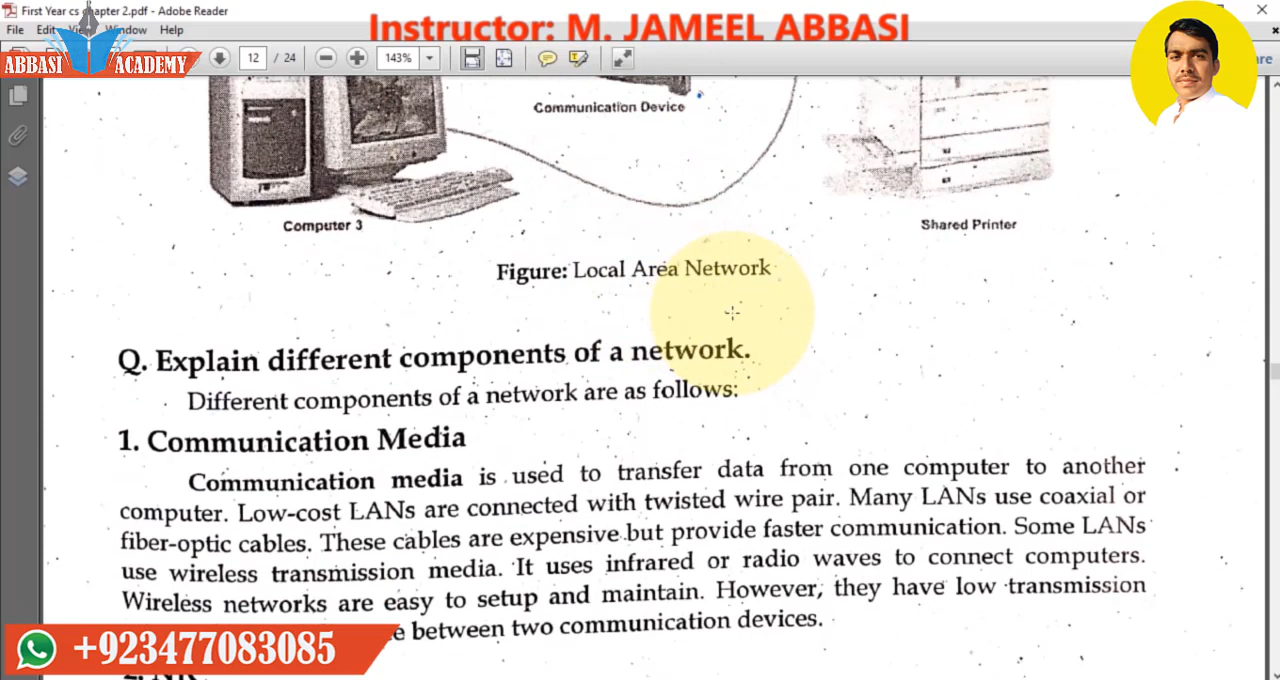 First Year cs chapter 2.pdf - Adobe Reader
Instructor: M. JAMEEL ABBASI
File Edit View Window Help
ABBASI ACADEMY
12 / 24
143%
Communication Device
Computer 3
Shared Printer
Figure: Local Area Network
Q. Explain different components of a network.
Different components of a network are as follows:
1. Communication Media
Communication media is used to transfer data from one computer to another
computer. Low-cost LANs are connected with twisted wire pair. Many LANs use coaxial or
fiber-optic cables. These cables are expensive but provide faster communication. Some LANs
use wireless transmission media. It uses infrared or radio waves to connect computers.
Wireless networks are easy to setup and maintain. However, they have low transmission
between two communication devices.
+923477083085